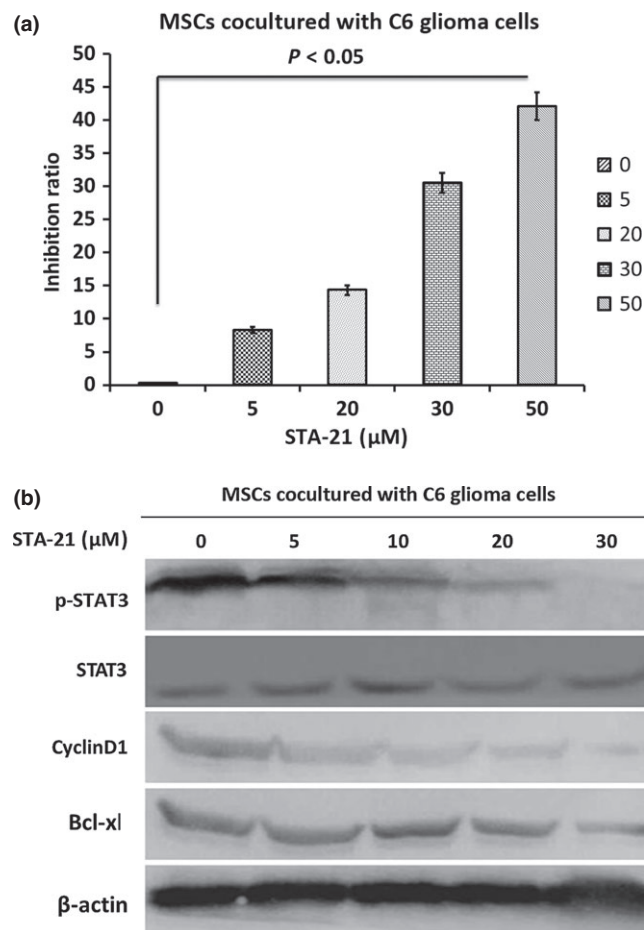 (a)
MSCs cocultured with C6 glioma cells
P < 0.05
50
45
40
35
30
25
20
15
10
5
0
Inhibition ratio
0 5 20 30 50
STA-21 (µM)
0
5
20
30
50
(b)
MSCs cocultured with C6 glioma cells
STA-21 (µM) 0 5 10 20 30
p-STAT3
STAT3
CyclinD1
Bcl-xl
β-actin